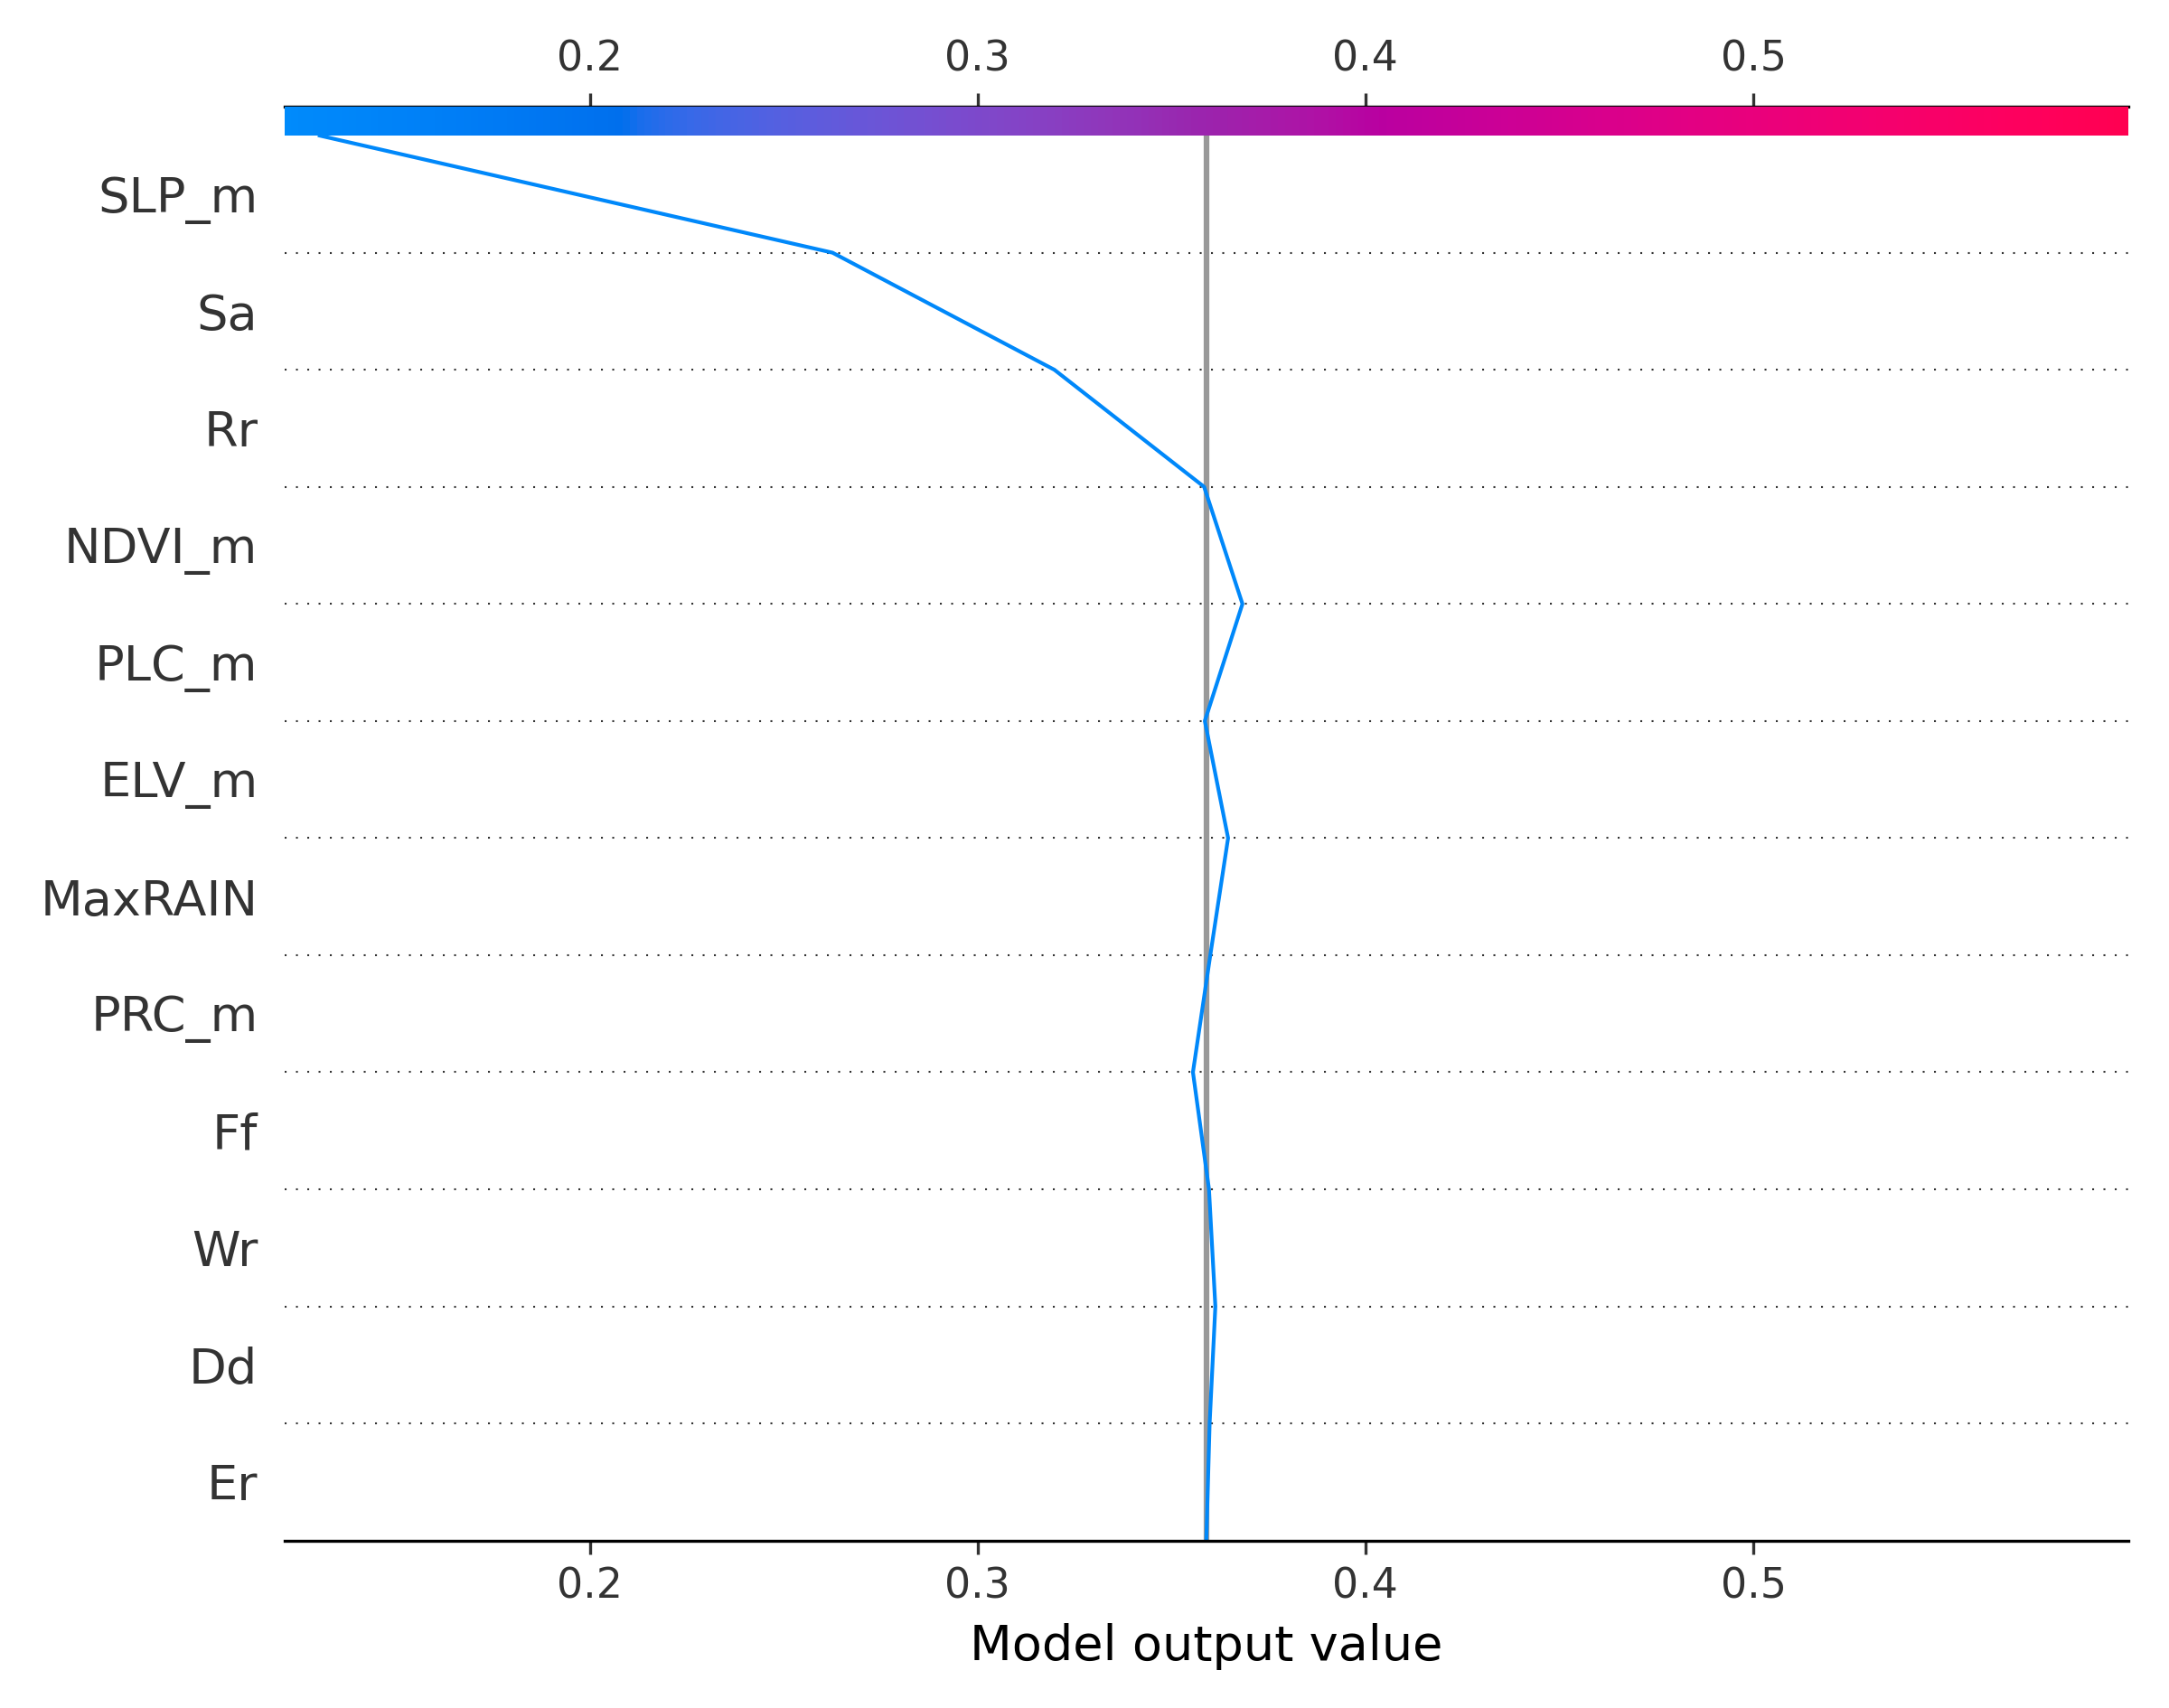 0.2 0.3 0.4 0.5
SLP_m
Sa
Rr
NDVI_m
PLC_m
ELV_m
MaxRAIN
PRC_m
Ff
Wr
Dd
Er
0.2 0.3 0.4 0.5
Model output value